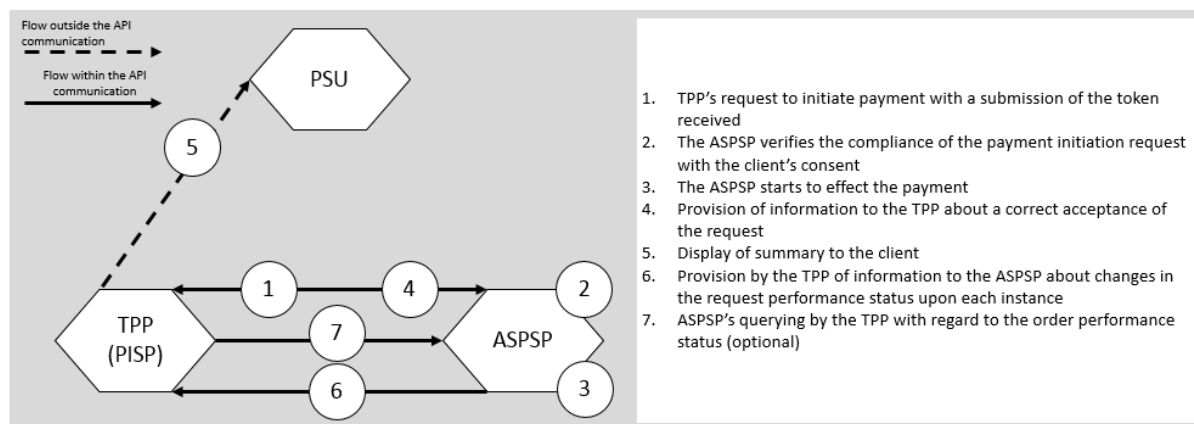 Flow outside the API
communication
Flow within the API
communication
PSU
5
1
4
2
TPP
(PISP)
7
ASPSP
6
3
1. TPP's request to initiate payment with a submission of the token
received
2. The ASPSP verifies the compliance of the payment initiation request
with the client's consent
3. The ASPSP starts to effect the payment
4. Provision of information to the TPP about a correct acceptance of
the request
5. Display of summary to the client
6. Provision by the TPP of information to the ASPSP about changes in
the request performance status upon each instance
7. ASPSP's querying by the TPP with regard to the order performance
status (optional)